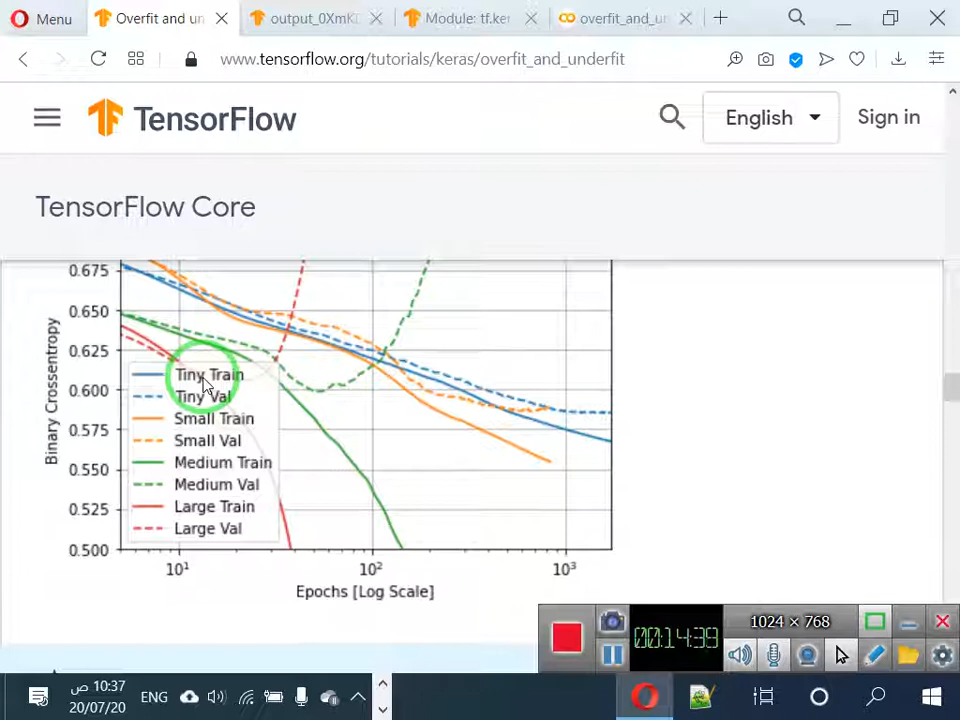 Menu
Overfit and un
output_0XmKD
Module: tf.ker
overfit_and_un
www.tensorflow.org/tutorials/keras/overfit_and_underfit
TensorFlow
English
Sign in
TensorFlow Core
0.675
0.650
0.625
0.600
0.575
0.550
0.525
0.500
Binary Crossentropy
Tiny Train
Tiny Val
Small Train
Small Val
Medium Train
Medium Val
Large Train
Large Val
10¹
10²
10³
Epochs [Log Scale]
00:14:39
1024 × 768
10:37 ص
20/07/20
ENG